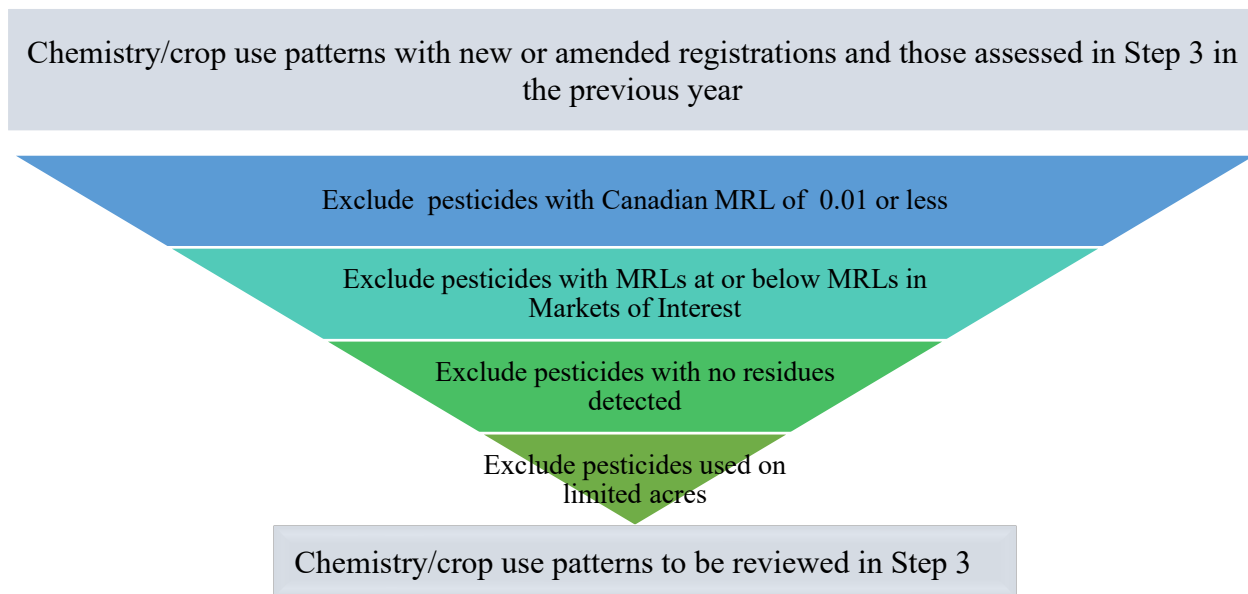 Chemistry/crop use patterns with new or amended registrations and those assessed in Step 3 in
the previous year
Exclude  pesticides with Canadian MRL of  0.01 or less
Exclude pesticides with MRLs at or below MRLs in
Markets of Interest
Exclude pesticides with no residues
detected
Exclude pesticides used on
limited acres
Chemistry/crop use patterns to be reviewed in Step 3